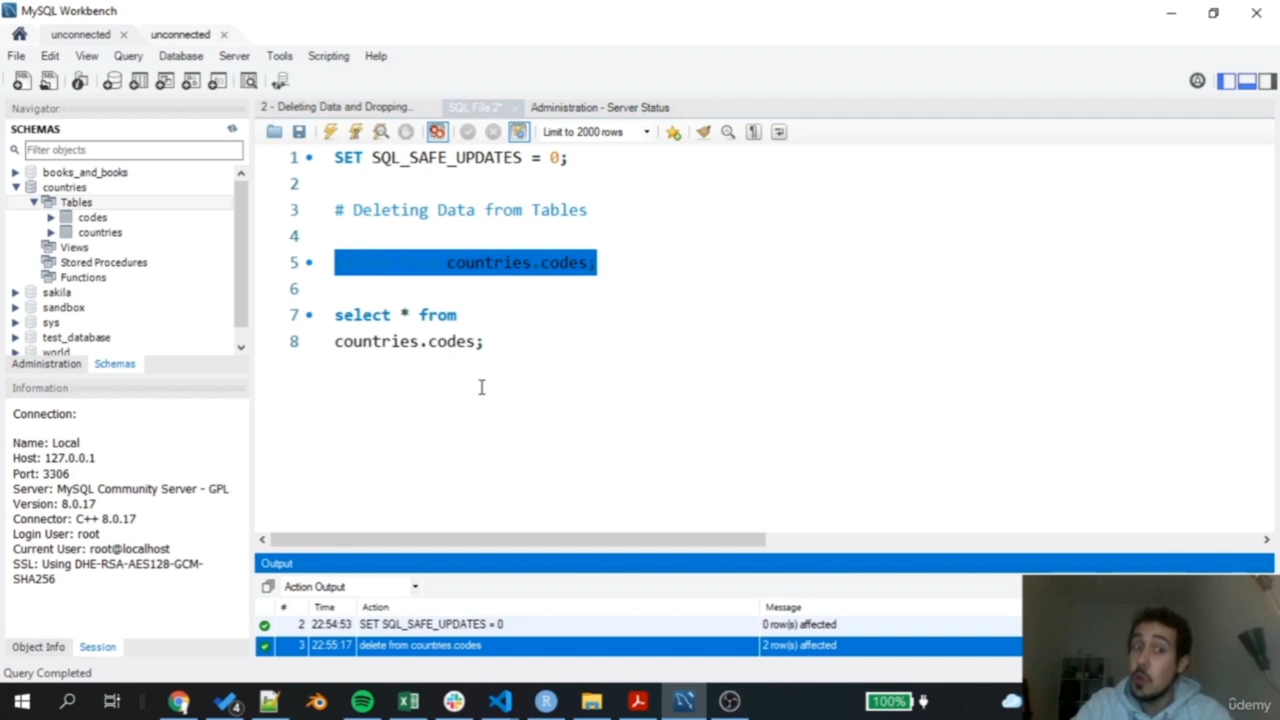 MySQL Workbench
unconnected
unconnected
File Edit View Query Database Server Tools Scripting Help
Navigator
SCHEMAS
Filter objects
books_and_books
countries
Tables
codes
countries
Views
Stored Procedures
Functions
sakila
sandbox
sys
test_database
world
Administration Schemas
Information
Connection:
Name: Local
Host: 127.0.0.1
Port: 3306
Server: MySQL Community Server - GPL
Version: 8.0.17
Connector: C++ 8.0.17
Login User: root
Current User: root@localhost
SSL: Using DHE-RSA-AES128-GCM-
SHA256
Object Info Session
Query Completed
2 - Deleting Data and Dropping... SQL File 2* Administration - Server Status
Limit to 2000 rows
1 SET SQL_SAFE_UPDATES = 0;
2
3 # Deleting Data from Tables
4
5 countries.codes;
6
7 select * from
8 countries.codes;
Output
Action Output
# Time Action Message
2 22:54:53 SET SQL_SAFE_UPDATES = 0 0 row(s) affected
3 22:55:17 delete from countries.codes 2 row(s) affected
4
R
100%
ûdemy